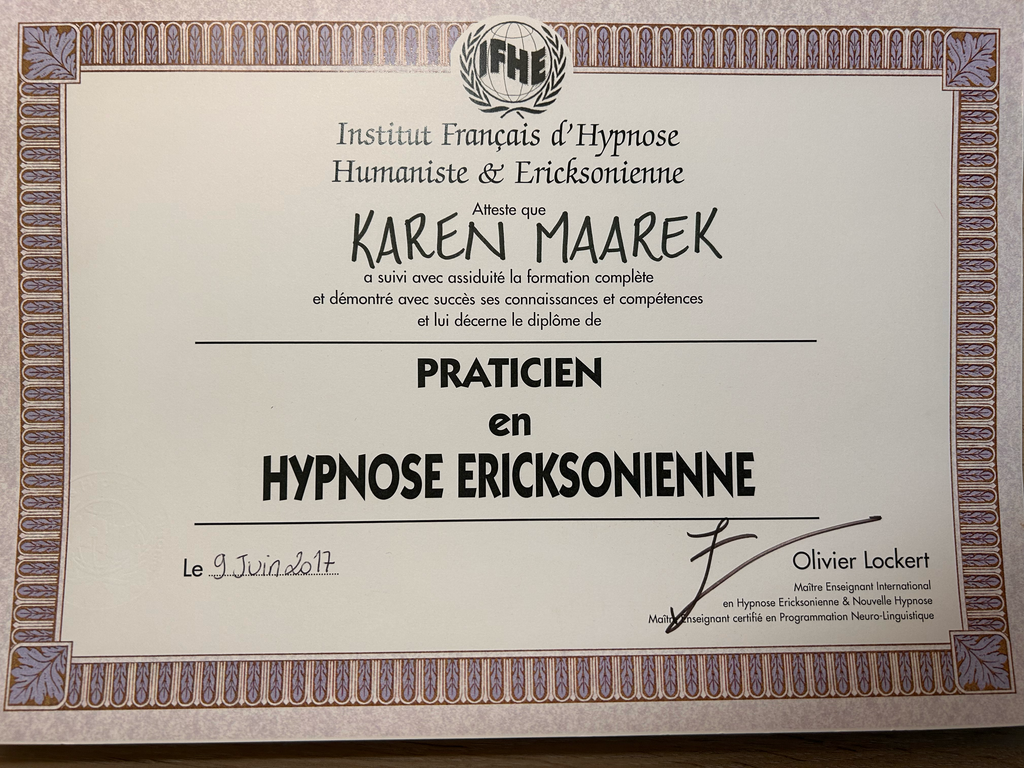 IFHE
Institut Français d'Hypnose
Humaniste & Ericksonienne
Atteste que
KAREN MAAREK
a suivi avec assiduité la formation complète
et démontré avec succès ses connaissances et compétences
et lui décerne le diplôme de
PRATICIEN
en
HYPNOSE ERICKSONIENNE
Le 9 Juin 2017
Olivier Lockert
Maître Enseignant International
en Hypnose Ericksonienne & Nouvelle Hypnose
Maître Enseignant certifié en Programmation Neuro-Linguistique